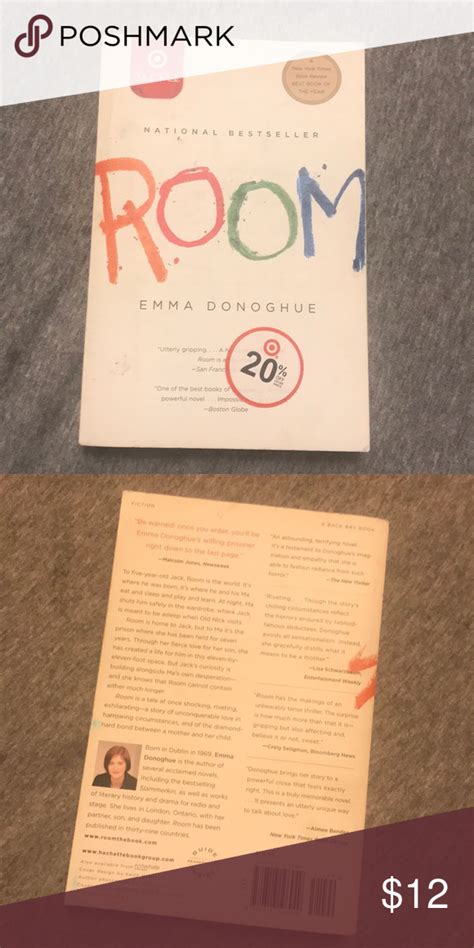 POSHMARK
New York Times
Book Review
BEST BOOK OF
THE YEAR
NATIONAL BESTSELLER
ROOM
EMMA DONOGHUE
"Utterly gripping. . . . A
Room is a
—San Francisco
20%
"One of the best books of
powerful novel. . . . Impossible
—Boston Globe
FICTION
A BACK BAY BOOK
"Be warned: once you enter, you'll be
Emma Donoghue's willing prisoner
right down to the last page."
—Malcolm Jones, Newsweek
To five-year-old Jack, Room is the world. It's
where he was born, it's where he and his Ma
eat and sleep and play and learn. At night, Ma
shuts him safely in the wardrobe, where Jack
is meant to be asleep when Old Nick visits.
Room is home to Jack, but to Ma it's the
prison where she has been held for seven
years. Through her fierce love for her son, she
has created a life for him in this eleven-by-
eleven-foot space. But Jack's curiosity is
building alongside Ma's own desperation—
and she knows that Room cannot contain
either much longer.
Room is a tale at once shocking, riveting,
exhilarating—a story of unconquerable love in
harrowing circumstances, and of the diamond-
hard bond between a mother and her child.
Born in Dublin in 1969, Emma
Donoghue is the author of
several acclaimed novels,
including the bestselling
Slammerkin, as well as works
of literary history and drama for radio and
stage. She lives in London, Ontario, with her
partner, son, and daughter. Room has been
published in thirty-nine countries.
www.roomthebook.com
www.hachettebookgroup.com
Also available from
Cover design by
Author photo
"An astounding, terrifying novel.
It's a testament to Donoghue's imag-
ination and empathy that she is
able to fashion radiance from such
horror."
—The New Yorker
"Riveting. . . . Though the story's
chilling circumstances reflect
the horrors endured by tabloid-
famous abductees, Donoghue
avoids all sensationalism. Instead,
she gracefully distills what it
means to be a mother."
—Lisa Schwarzbaum,
Entertainment Weekly
"Room has the makings of an
unbeatably tense thriller. The surprise
is how much more than that it is—
gripping but also affecting and,
believe it or not, sweet."
—Craig Seligman, Bloomberg News
"Donoghue brings her story to a
powerful close that feels exactly
right. This is a truly memorable novel.
. . . It presents an utterly unique way
to talk about love."
—Aimee Bender,
New York Times
GUIDE
$12